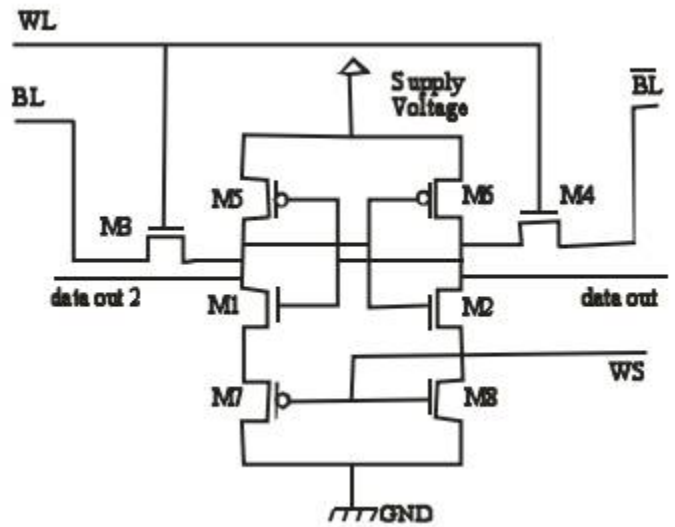 WL
BL
Supply
Voltage
B̅L̅
M5
M6
M4
M3
data out 2
M1
M2
data out
WS
M7
M8
GND